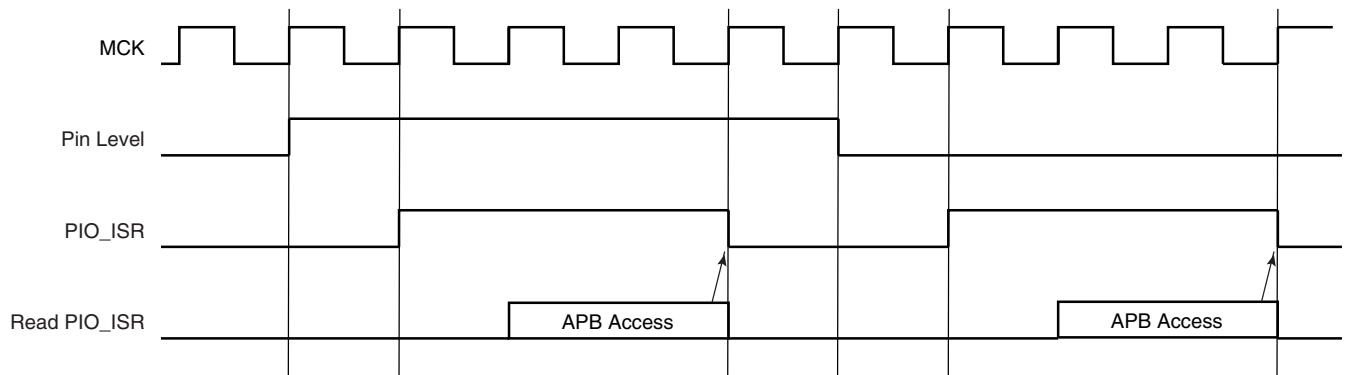 MCK
Pin Level
PIO_ISR
Read PIO_ISR
APB Access
APB Access